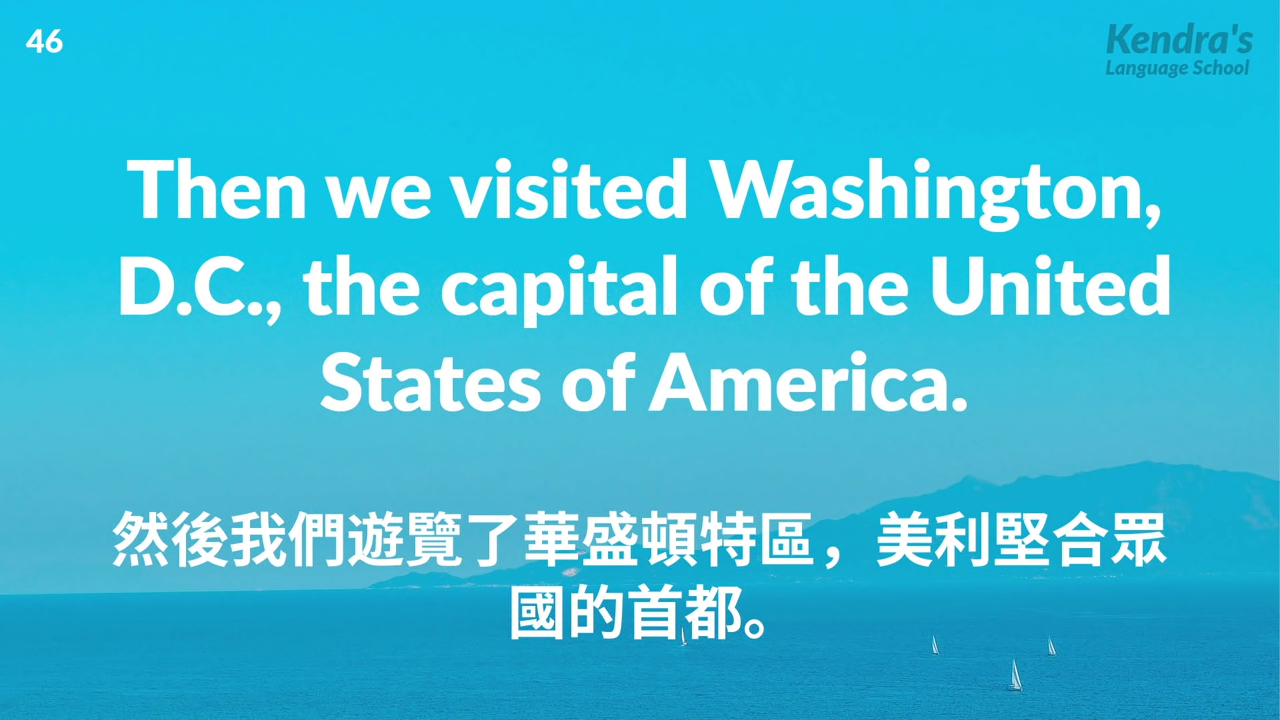 46
Kendra's
Language School
Then we visited Washington,
D.C., the capital of the United
States of America.
然後我們遊覽了華盛頓特區，美利堅合眾
國的首都。